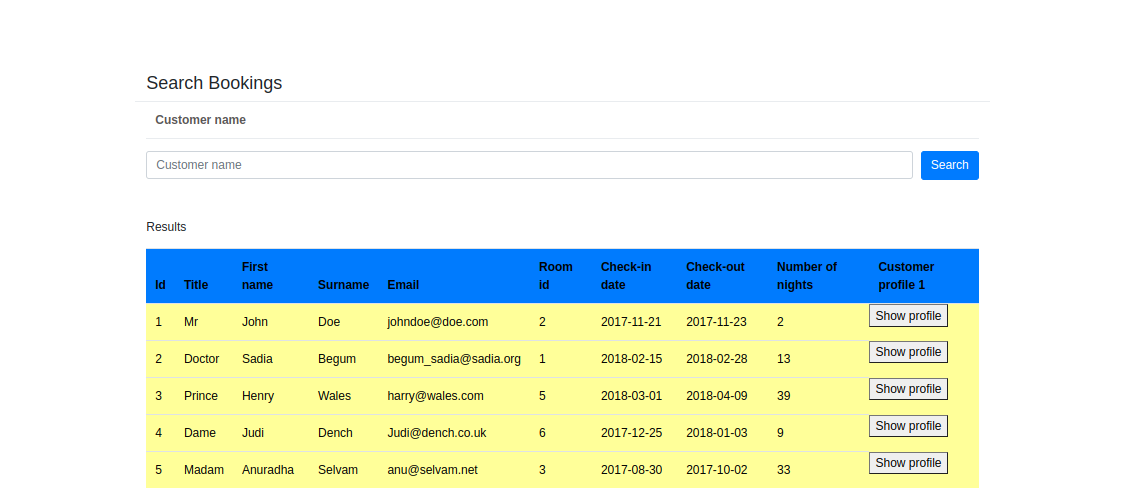 Search Bookings
Customer name
Customer name Search
Results
Id Title First name Surname Email Room id Check-in date Check-out date Number of nights Customer profile 1
1 Mr John Doe johndoe@doe.com 2 2017-11-21 2017-11-23 2 Show profile
2 Doctor Sadia Begum begum_sadia@sadia.org 1 2018-02-15 2018-02-28 13 Show profile
3 Prince Henry Wales harry@wales.com 5 2018-03-01 2018-04-09 39 Show profile
4 Dame Judi Dench Judi@dench.co.uk 6 2017-12-25 2018-01-03 9 Show profile
5 Madam Anuradha Selvam anu@selvam.net 3 2017-08-30 2017-10-02 33 Show profile